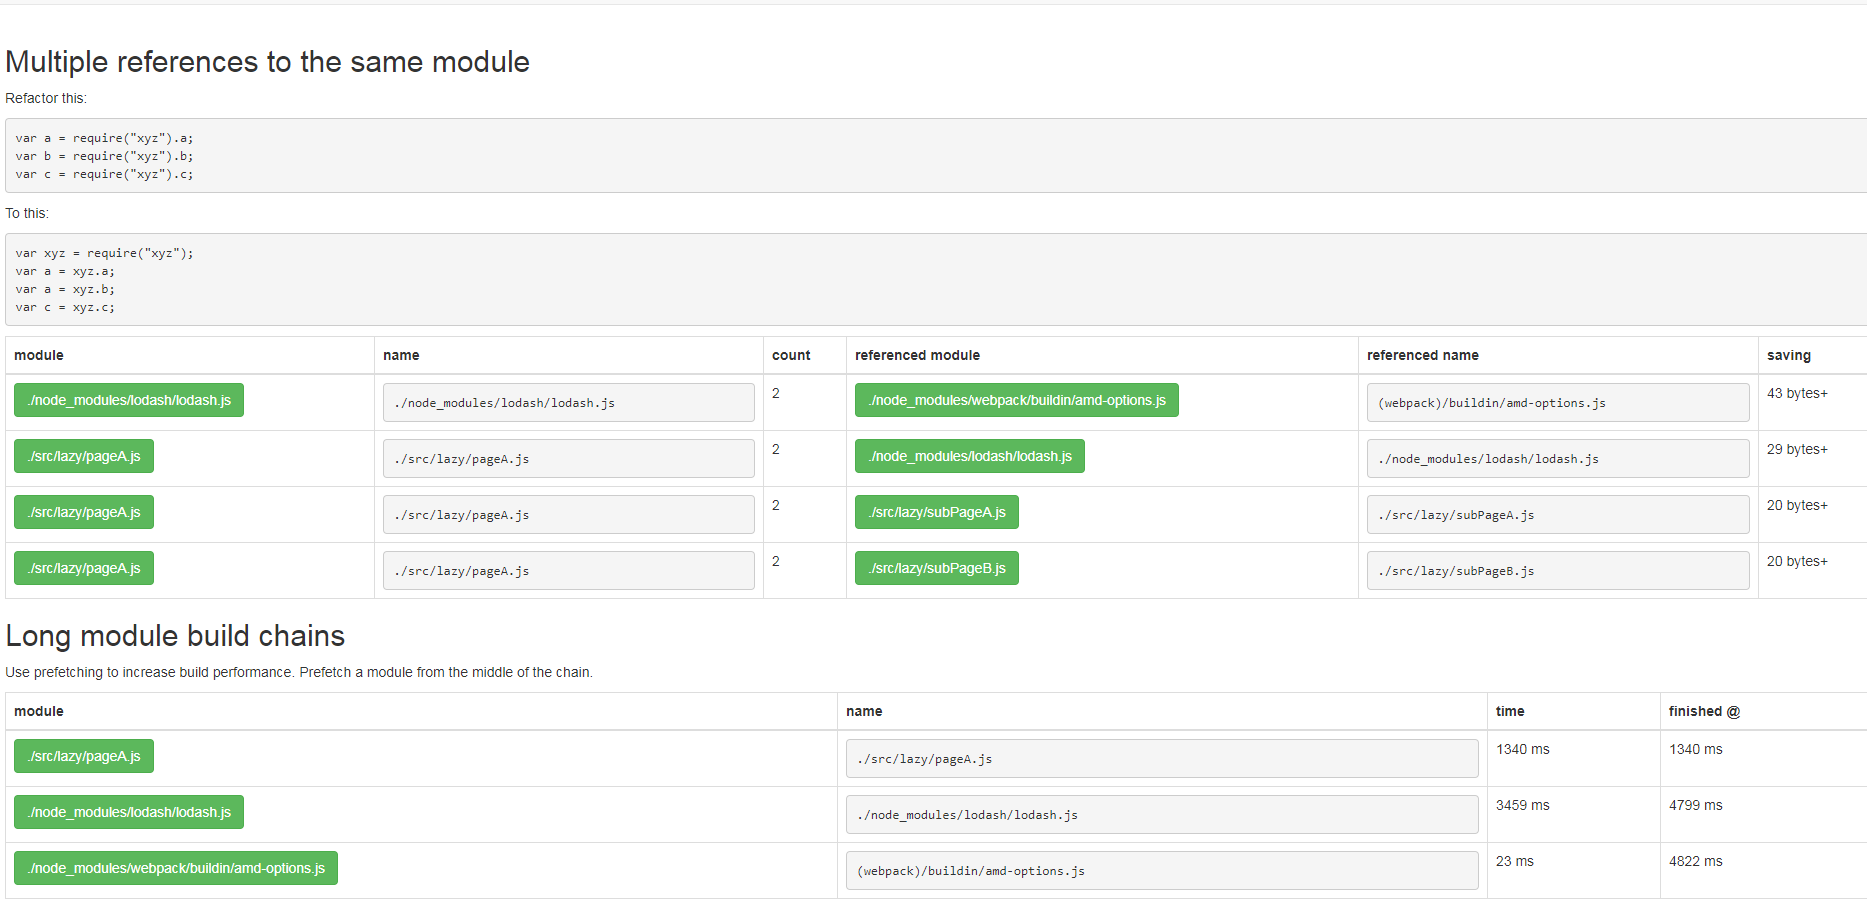 Multiple references to the same module
Refactor this:
var a = require("xyz").a;
var b = require("xyz").b;
var c = require("xyz").c;
To this:
var xyz = require("xyz");
var a = xyz.a;
var a = xyz.b;
var c = xyz.c;
module name count referenced module referenced name saving
./node_modules/lodash/lodash.js ./node_modules/lodash/lodash.js 2 ./node_modules/webpack/buildin/amd-options.js (webpack)/buildin/amd-options.js 43 bytes+
./src/lazy/pageA.js ./src/lazy/pageA.js 2 ./node_modules/lodash/lodash.js ./node_modules/lodash/lodash.js 29 bytes+
./src/lazy/pageA.js ./src/lazy/pageA.js 2 ./src/lazy/subPageA.js ./src/lazy/subPageA.js 20 bytes+
./src/lazy/pageA.js ./src/lazy/pageA.js 2 ./src/lazy/subPageB.js ./src/lazy/subPageB.js 20 bytes+
Long module build chains
Use prefetching to increase build performance. Prefetch a module from the middle of the chain.
module name time finished @
./src/lazy/pageA.js ./src/lazy/pageA.js 1340 ms 1340 ms
./node_modules/lodash/lodash.js ./node_modules/lodash/lodash.js 3459 ms 4799 ms
./node_modules/webpack/buildin/amd-options.js (webpack)/buildin/amd-options.js 23 ms 4822 ms